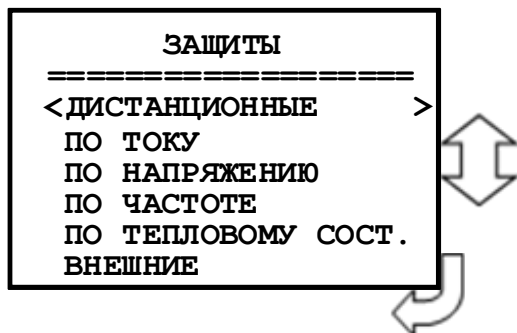 ЗАЩИТЫ
===================
<ДИСТАНЦИОННЫЕ >
ПО ТОКУ
ПО НАПРЯЖЕНИЮ
ПО ЧАСТОТЕ
ПО ТЕПЛОВОМУ СОСТ.
ВНЕШНИЕ